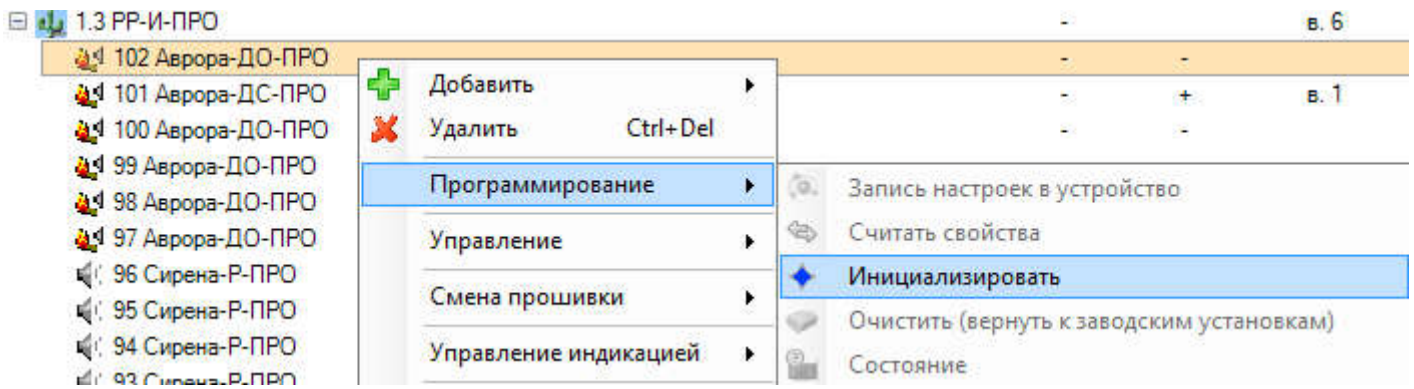 1.3 РР-И-ПРО - в. 6
102 Аврора-ДО-ПРО - -
101 Аврора-ДС-ПРО - + в. 1
100 Аврора-ДО-ПРО - -
99 Аврора-ДО-ПРО
98 Аврора-ДО-ПРО
97 Аврора-ДО-ПРО
96 Сирена-Р-ПРО
95 Сирена-Р-ПРО
94 Сирена-Р-ПРО
93 Сирена-Р-ПРО
Добавить
Удалить Ctrl+Del
Программирование
Управление
Смена прошивки
Управление индикацией
Запись настроек в устройство
Считать свойства
Инициализировать
Очистить (вернуть к заводским установкам)
Состояние